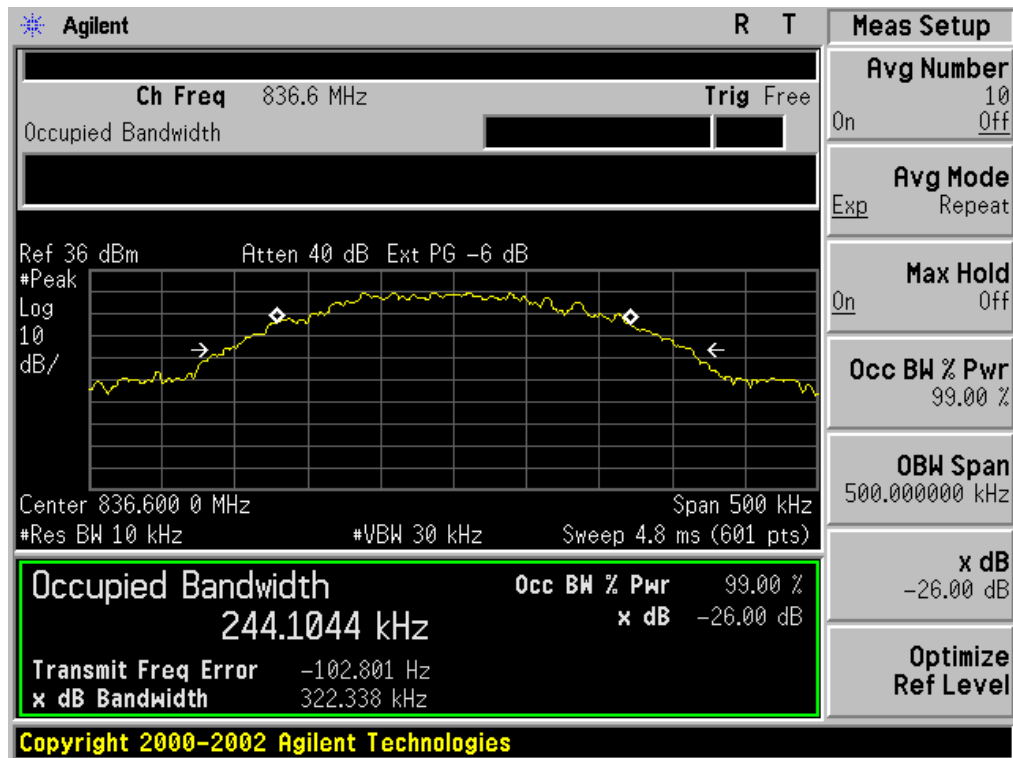 Agilent R T
Ch Freq 836.6 MHz Trig Free
Occupied Bandwidth
Ref 36 dBm Atten 40 dB Ext PG -6 dB
#Peak
Log
10
dB/
Center 836.600 0 MHz Span 500 kHz
#Res BW 10 kHz #VBW 30 kHz Sweep 4.8 ms (601 pts)
Occupied Bandwidth Occ BW % Pwr 99.00 %
244.1044 kHz x dB -26.00 dB
Transmit Freq Error -102.801 Hz
x dB Bandwidth 322.338 kHz
Copyright 2000-2002 Agilent Technologies
Meas Setup
Avg Number
10
On Off
Avg Mode
Exp Repeat
Max Hold
On Off
Occ BW % Pwr
99.00 %
OBW Span
500.000000 kHz
x dB
-26.00 dB
Optimize
Ref Level